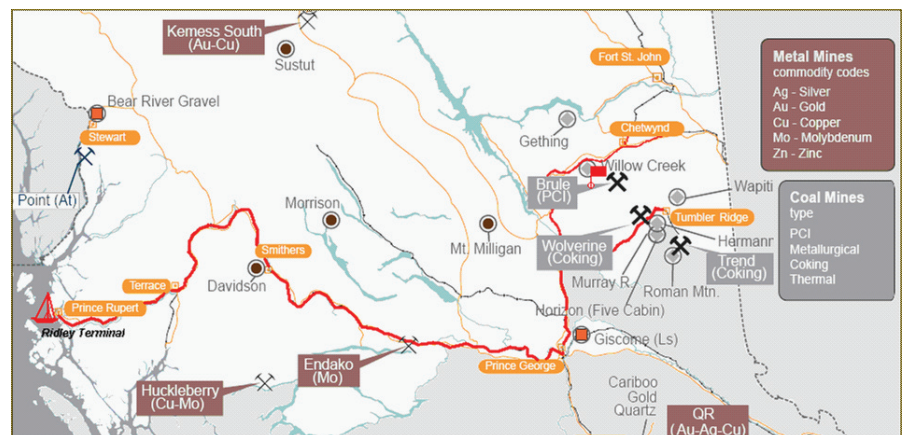 Kemess South
(Au-Cu)
Sustut
Fort St. John
Metal Mines
commodity codes
Ag - Silver
Au - Gold
Cu - Copper
Mo - Molybdenum
Zn - Zinc
Bear River Gravel
Stewart
Gething
Chetwynd
Willow Creek
Brule
(PCI)
Wapiti
Coal Mines
type
PCI
Metallurgical
Coking
Thermal
Point (At)
Morrison
Mt. Milligan
Tumbler Ridge
Wolverine
(Coking)
Hermann
Trend
(Coking)
Murray R.
Roman Mtn.
Horizon (Five Cabin)
Smithers
Davidson
Terrace
Prince Rupert
Ridley Terminal
Giscome (Ls)
Prince George
Endako
(Mo)
Huckleberry
(Cu-Mo)
Cariboo
Gold
Quartz
QR
(Au-Ag-Cu)